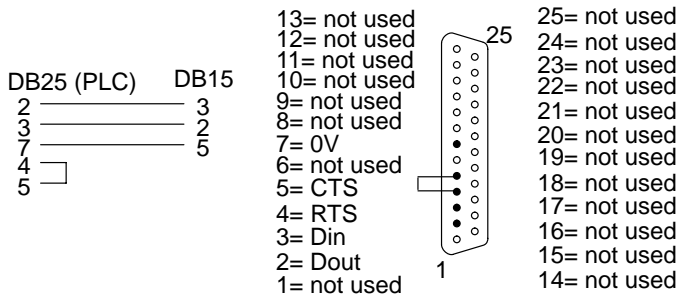 DB25 (PLC) DB15
2 3
3 2
7 5
4
5
13= not used
12= not used
11= not used
10= not used
9= not used
8= not used
7= 0V
6= not used
5= CTS
4= RTS
3= Din
2= Dout
1= not used
25
1
25= not used
24= not used
23= not used
22= not used
21= not used
20= not used
19= not used
18= not used
17= not used
16= not used
15= not used
14= not used